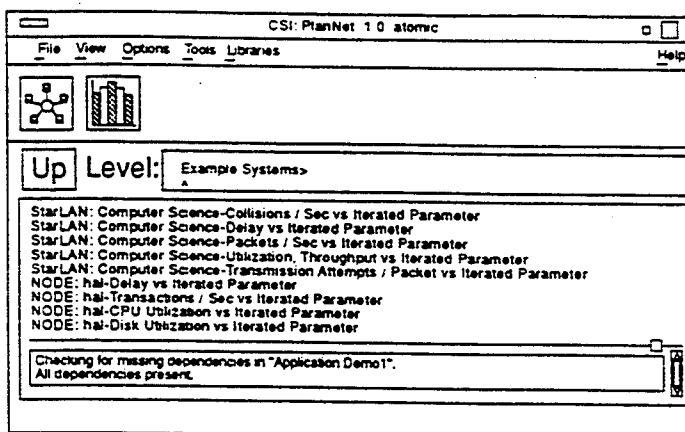 CSI: PlanNet 1.0 atomic
File View Options Tools Libraries Help
Up Level: Example Systems>
StarLAN: Computer Science-Collisions / Sec vs Iterated Parameter
StarLAN: Computer Science-Delay vs Iterated Parameter
StarLAN: Computer Science-Packets / Sec vs Iterated Parameter
StarLAN: Computer Science-Utilization, Throughput vs Iterated Parameter
StarLAN: Computer Science-Transmission Attempts / Packet vs Iterated Parameter
NODE: hal-Delay vs Iterated Parameter
NODE: hal-Transactions / Sec vs Iterated Parameter
NODE: hal-CPU Utilization vs Iterated Parameter
NODE: hal-Disk Utilization vs Iterated Parameter
Checking for missing dependencies in "Application Demo1".
All dependencies present.